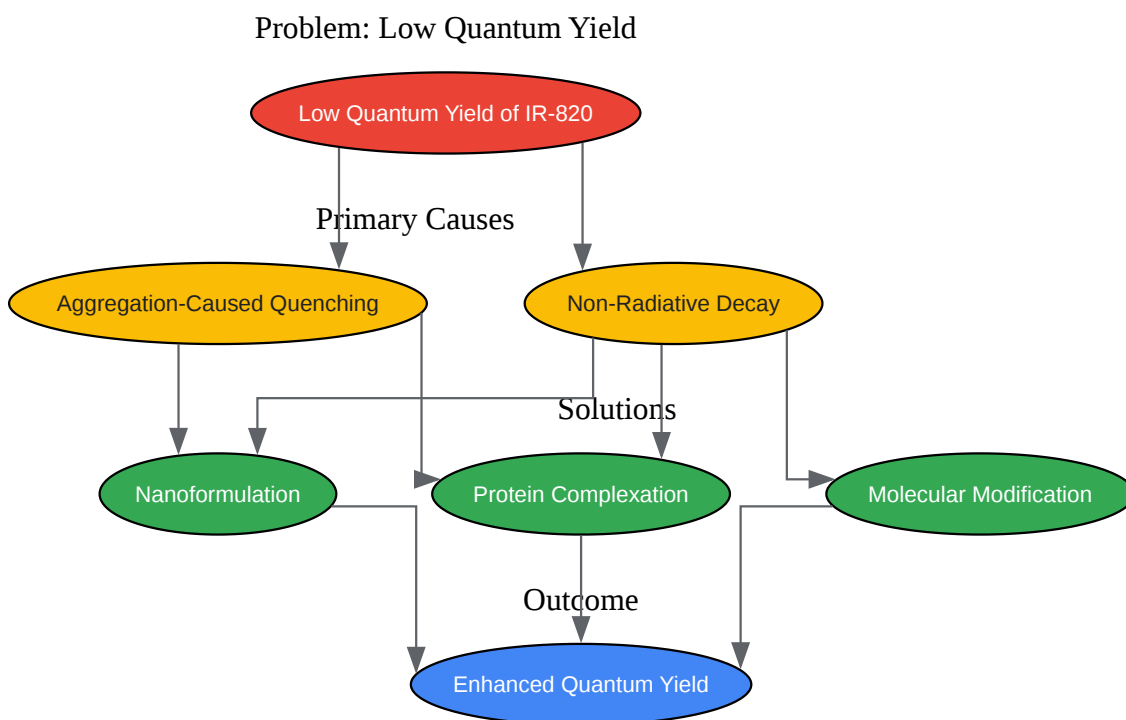 Problem: Low Quantum Yield
Low Quantum Yield of IR-820
Primary Causes
Aggregation-Caused Quenching
Non-Radiative Decay
Solutions
Nanoformulation
Protein Complexation
Molecular Modification
Outcome
Enhanced Quantum Yield